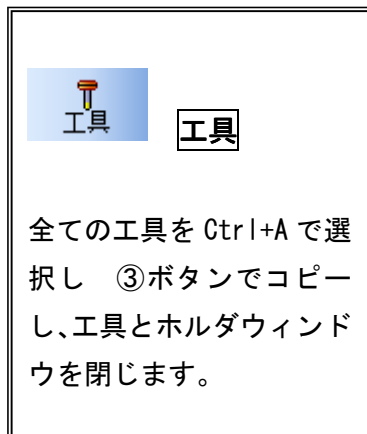 工具
工具
全ての工具を Ctrl+A で選
択し　③ボタンでコピー
し、工具とホルダウィンド
ウを閉じます。